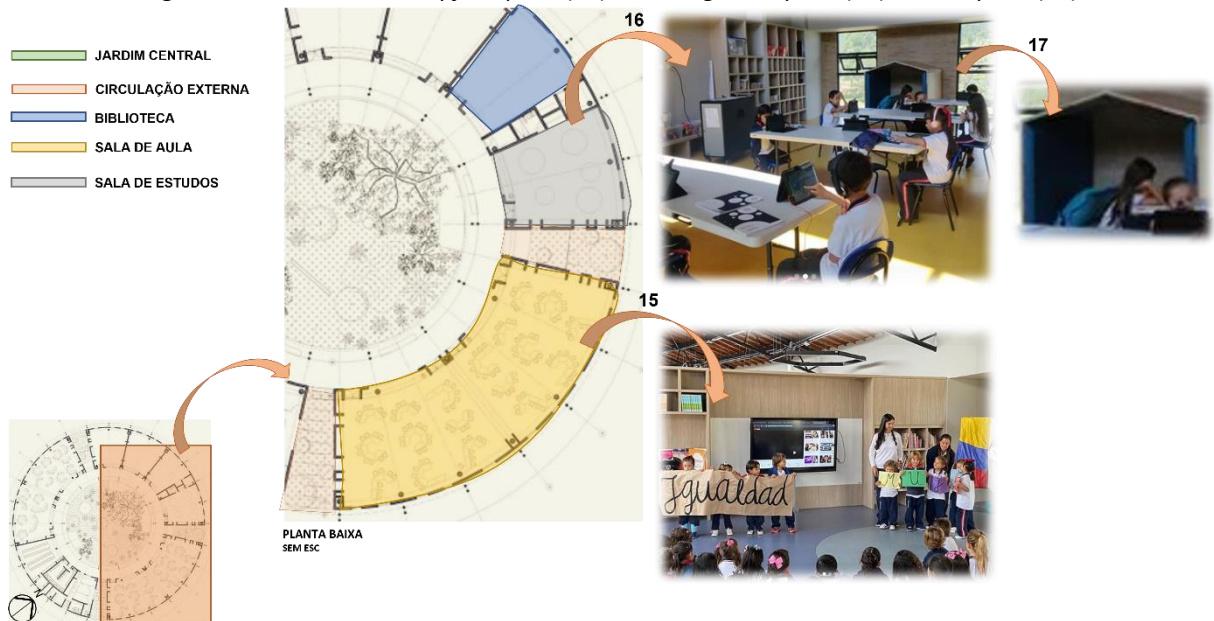 16
17
JARDIM CENTRAL
CIRCULAÇÃO EXTERNA
BIBLIOTECA
SALA DE AULA
SALA DE ESTUDOS
15
Igualdad
PLANTA BAIXA
SEM ESC